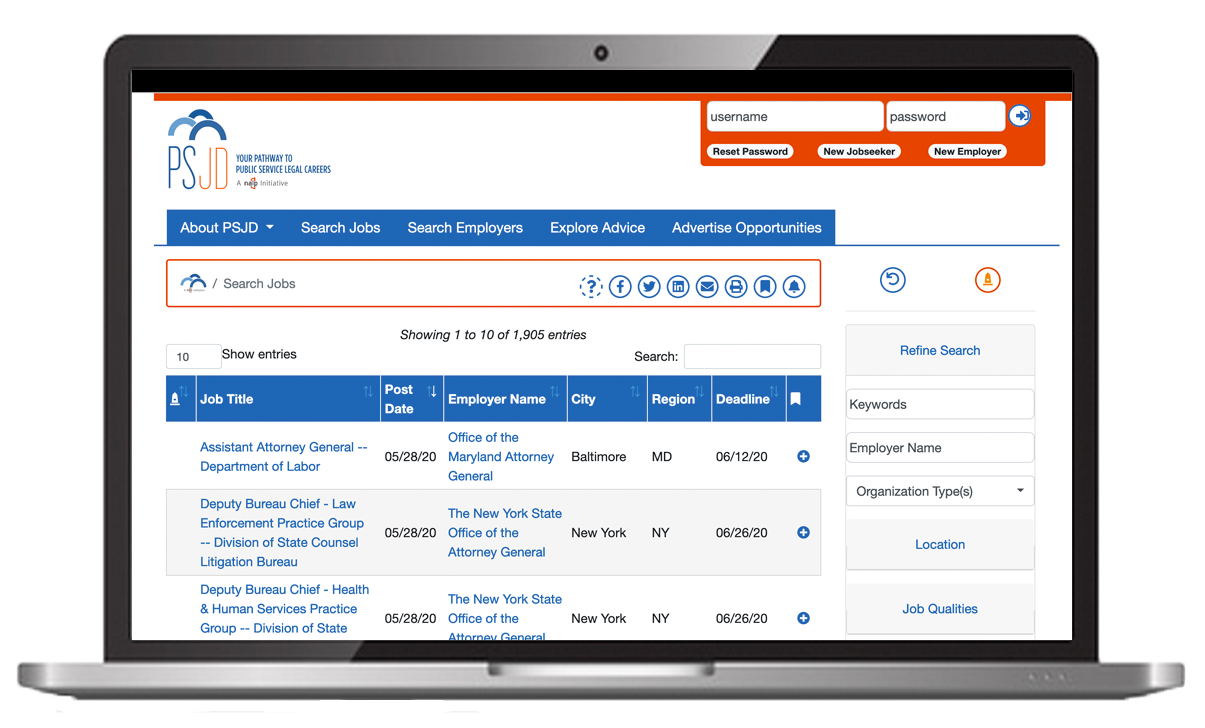 username
password
Reset Password
New Jobseeker
New Employer
PSJD
YOUR PATHWAY TO
PUBLIC SERVICE LEGAL CAREERS
A nalp Initiative
About PSJD
Search Jobs
Search Employers
Explore Advice
Advertise Opportunities
/ Search Jobs
?
Showing 1 to 10 of 1,905 entries
10
Show entries
Search:
Job Title
Post
Date
Employer Name
City
Region
Deadline
Assistant Attorney General --
Department of Labor
05/28/20
Office of the
Maryland Attorney
General
Baltimore
MD
06/12/20
Deputy Bureau Chief - Law
Enforcement Practice Group
-- Division of State Counsel
Litigation Bureau
05/28/20
The New York State
Office of the
Attorney General
New York
NY
06/26/20
Deputy Bureau Chief - Health
& Human Services Practice
Group -- Division of State
05/28/20
The New York State
Office of the
Attorney General
New York
NY
06/26/20
Refine Search
Keywords
Employer Name
Organization Type(s)
Location
Job Qualities